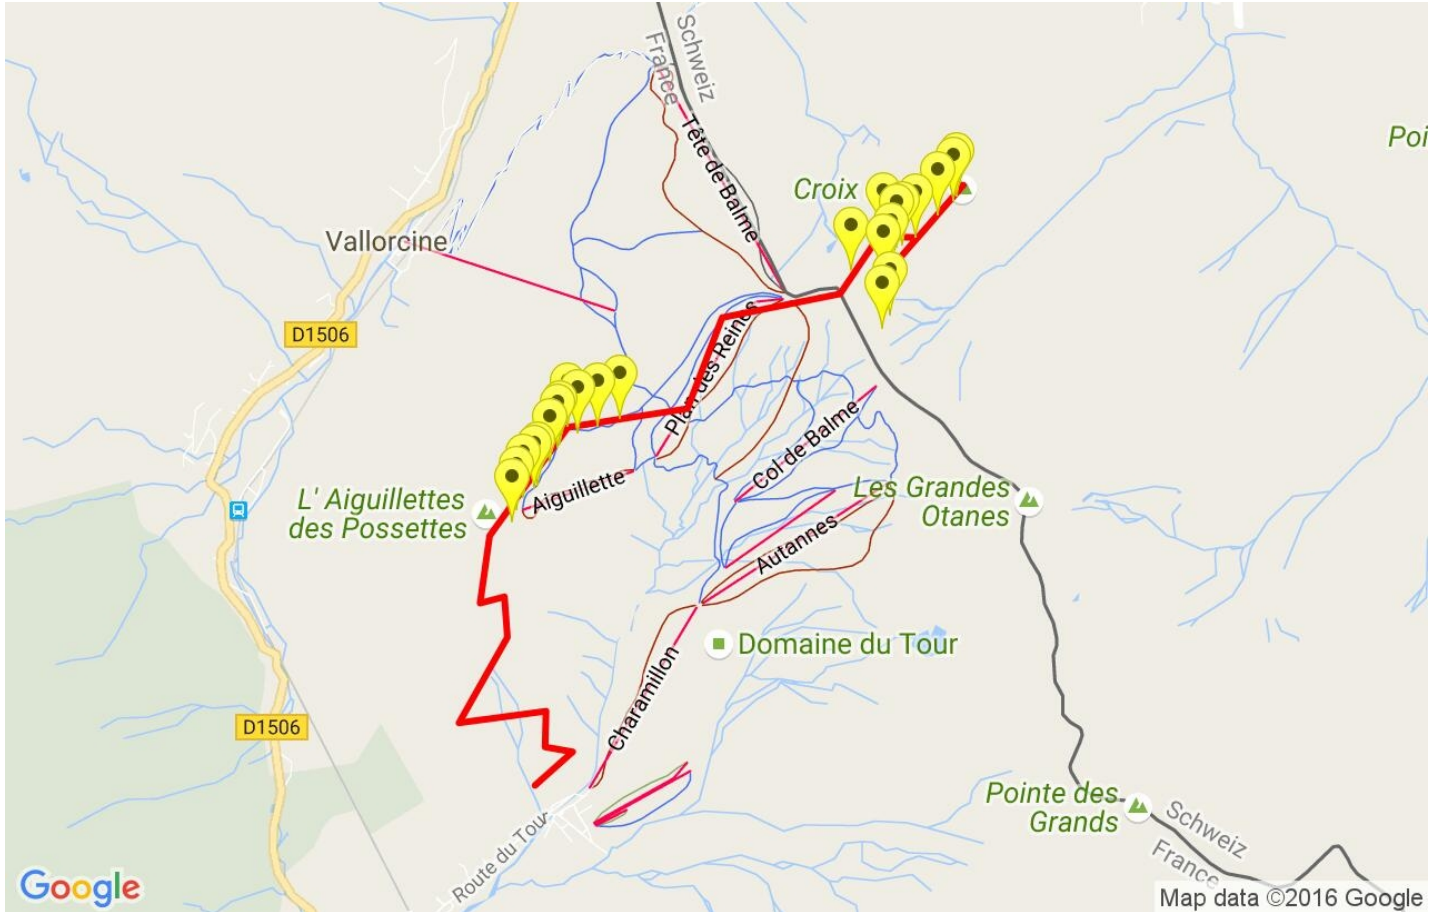 Schweiz
France
Poi
Tête de Balme
Croix
Vallorcine
D1506
Plan des Reines
Col de Balme
Aiguillette
L' Aiguillettes
des Possettes
Les Grandes
Otanes
Autannes
Domaine du Tour
Charamillon
D1506
Pointe des
Grands
Schweiz
France
Route du Tour
Google
Map data ©2016 Google